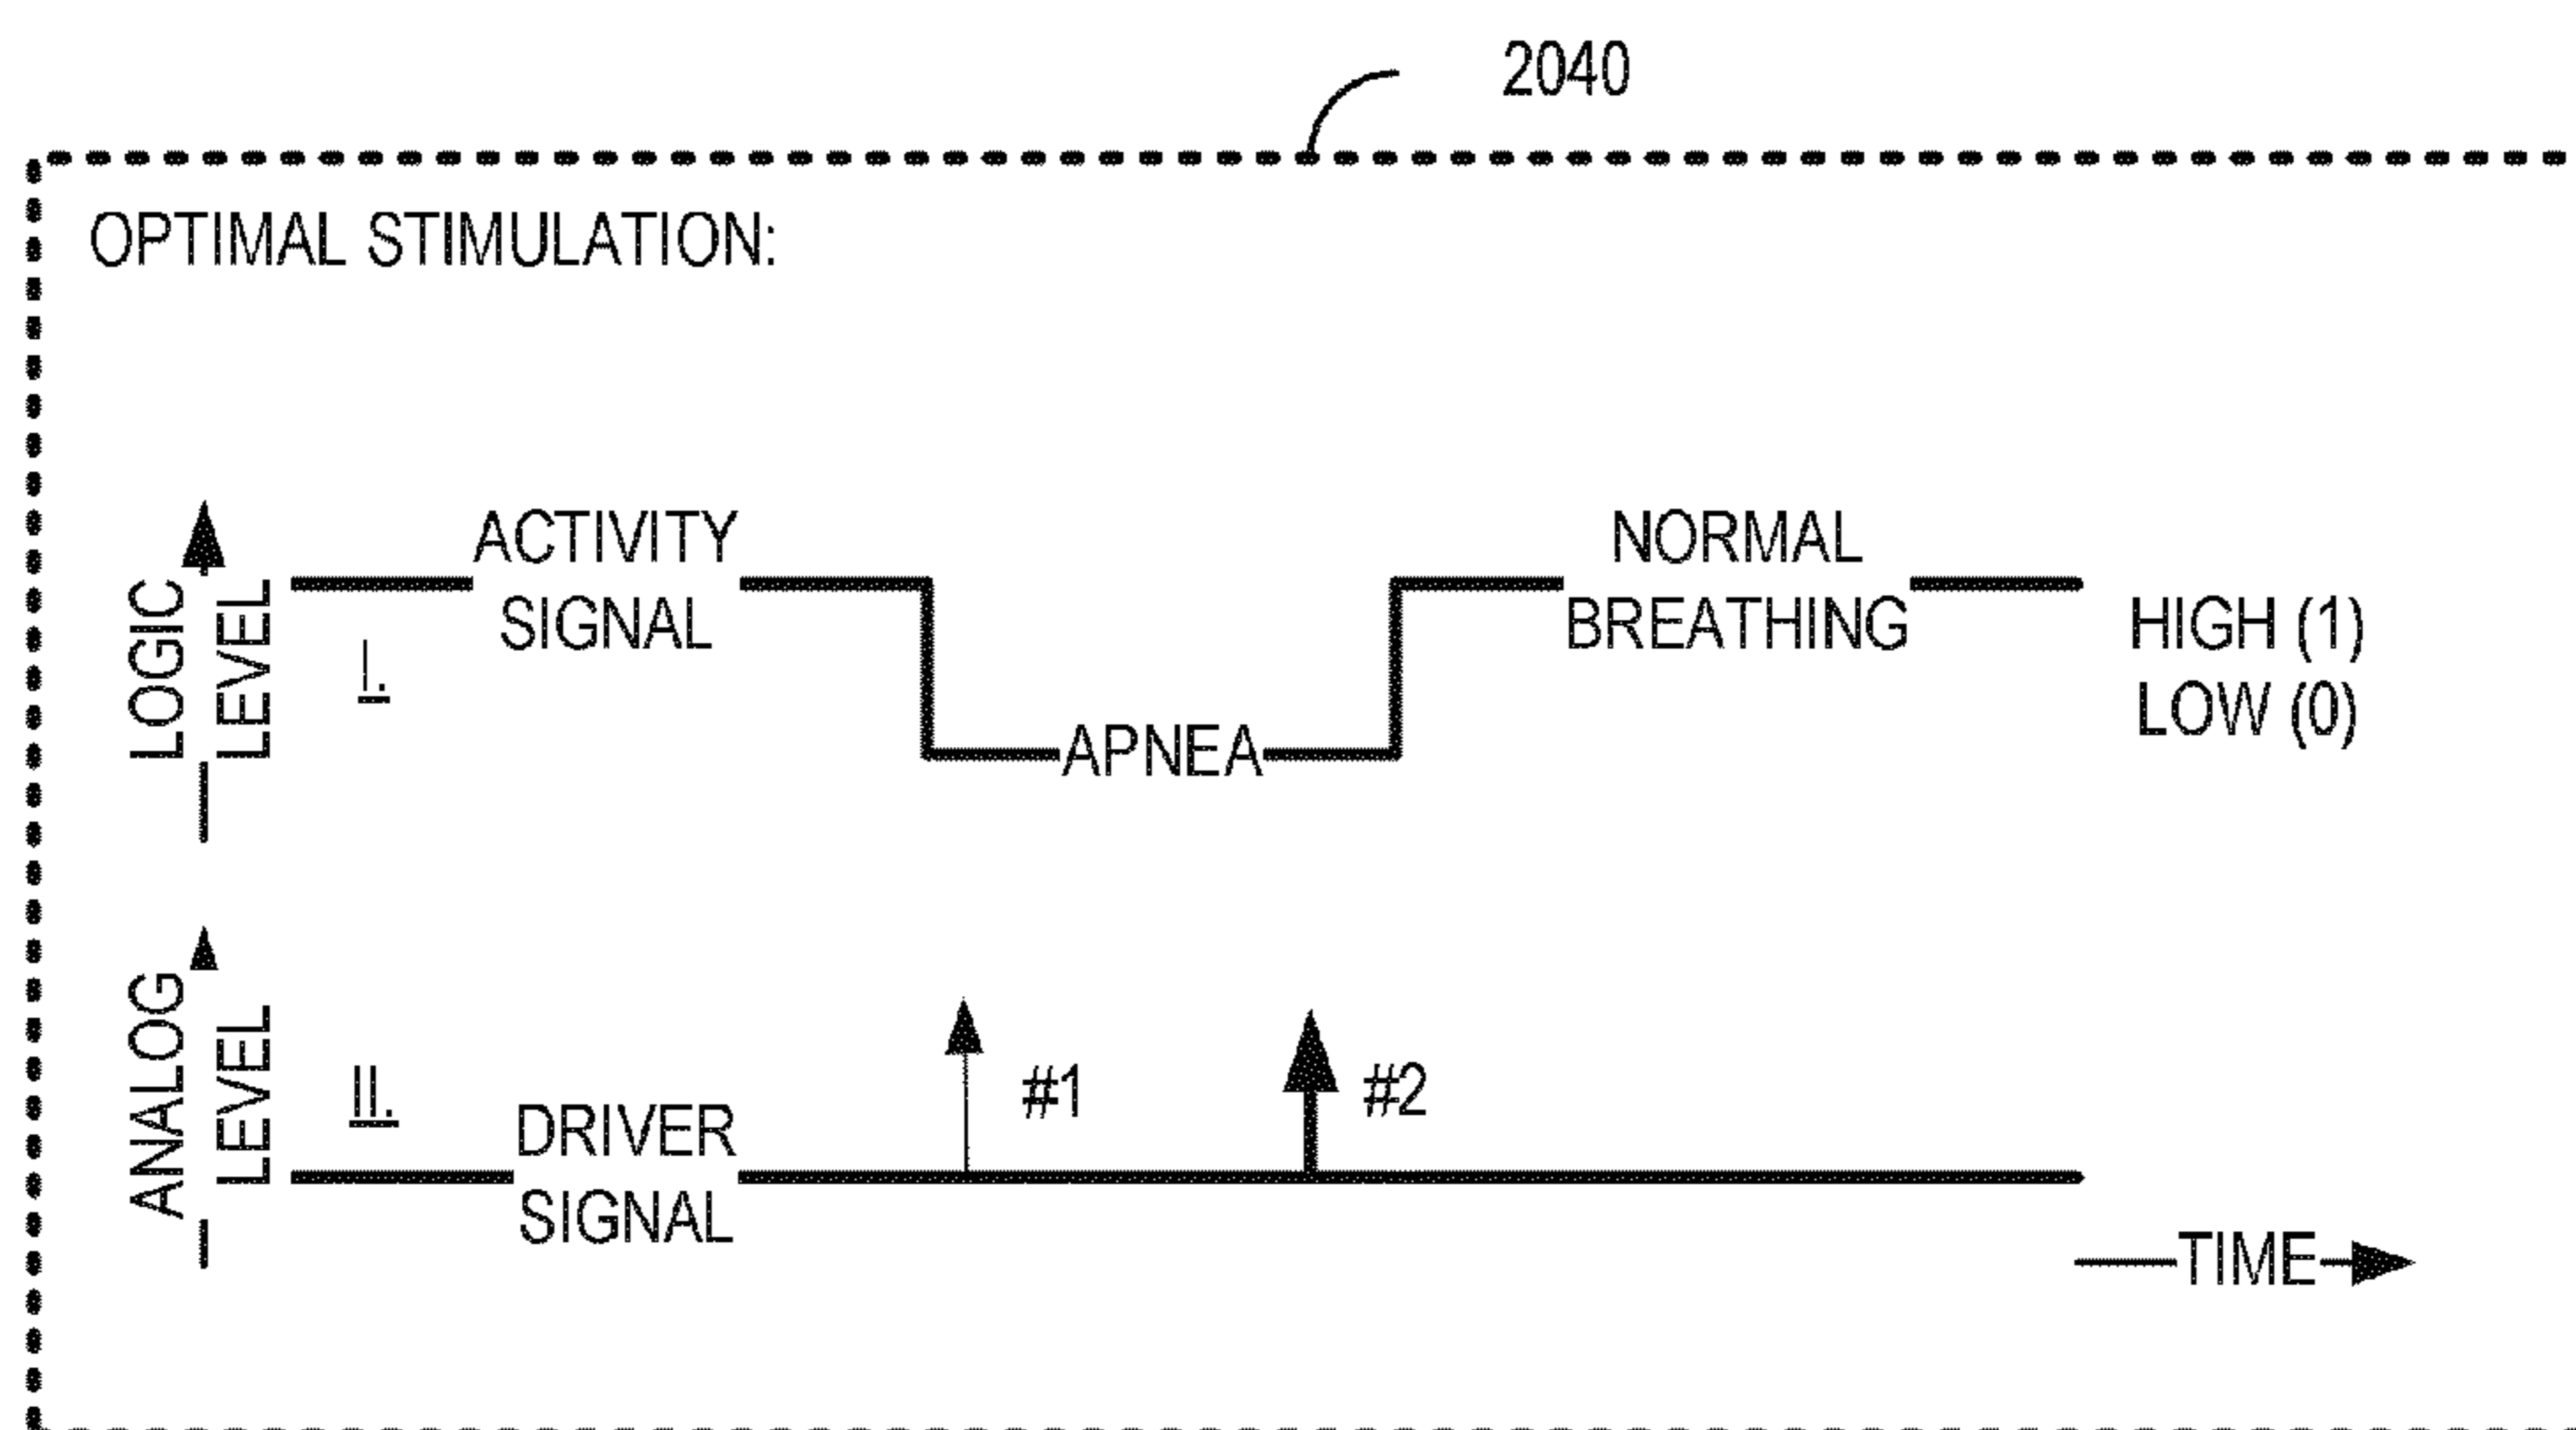 2040
OPTIMAL STIMULATION:
LOGIC
LEVEL
I.
ACTIVITY
SIGNAL
APNEA
NORMAL
BREATHING
HIGH (1)
LOW (0)
ANALOG
LEVEL
II.
DRIVER
SIGNAL
#1
#2
TIME